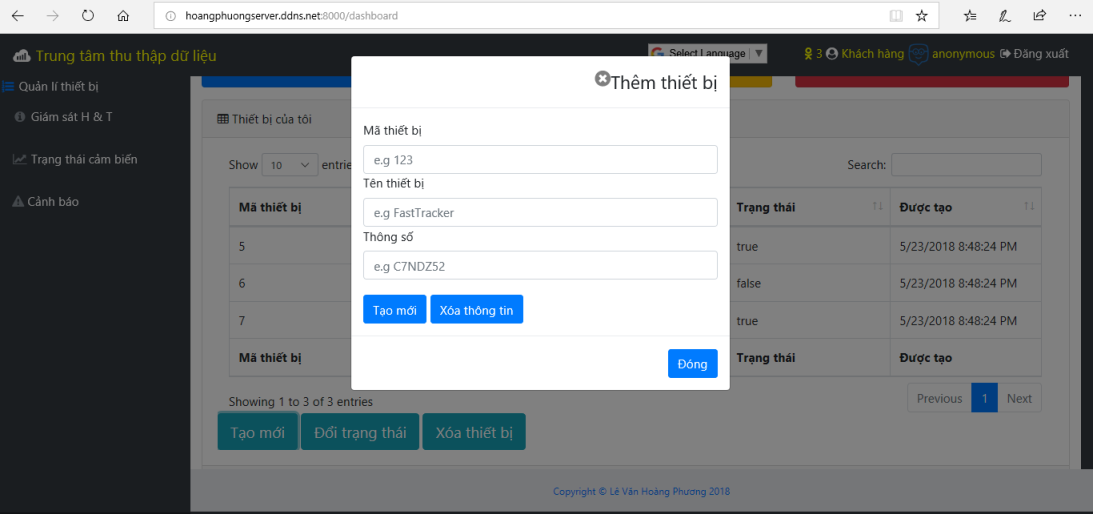 hoangphuongserver.ddns.net:8000/dashboard
Trung tâm thu thập dữ liệu
Select Language ▼
3 Khách hàng anonymous Đăng xuất
Quản lí thiết bị
Giám sát H & T
Trạng thái cảm biến
Cảnh báo
Thiết bị của tôi
Show 10 entrie
Search:
Mã thiết bị Trạng thái Được tạo
5 true 5/23/2018 8:48:24 PM
6 false 5/23/2018 8:48:24 PM
7 true 5/23/2018 8:48:24 PM
Mã thiết bị Trạng thái Được tạo
Showing 1 to 3 of 3 entries
Previous 1 Next
Tạo mới Đổi trạng thái Xóa thiết bị
Thêm thiết bị
Mã thiết bị
e.g 123
Tên thiết bị
e.g FastTracker
Thông số
e.g C7NDZ52
Tạo mới Xóa thông tin
Đóng
Copyright © Lê Văn Hoàng Phương 2018